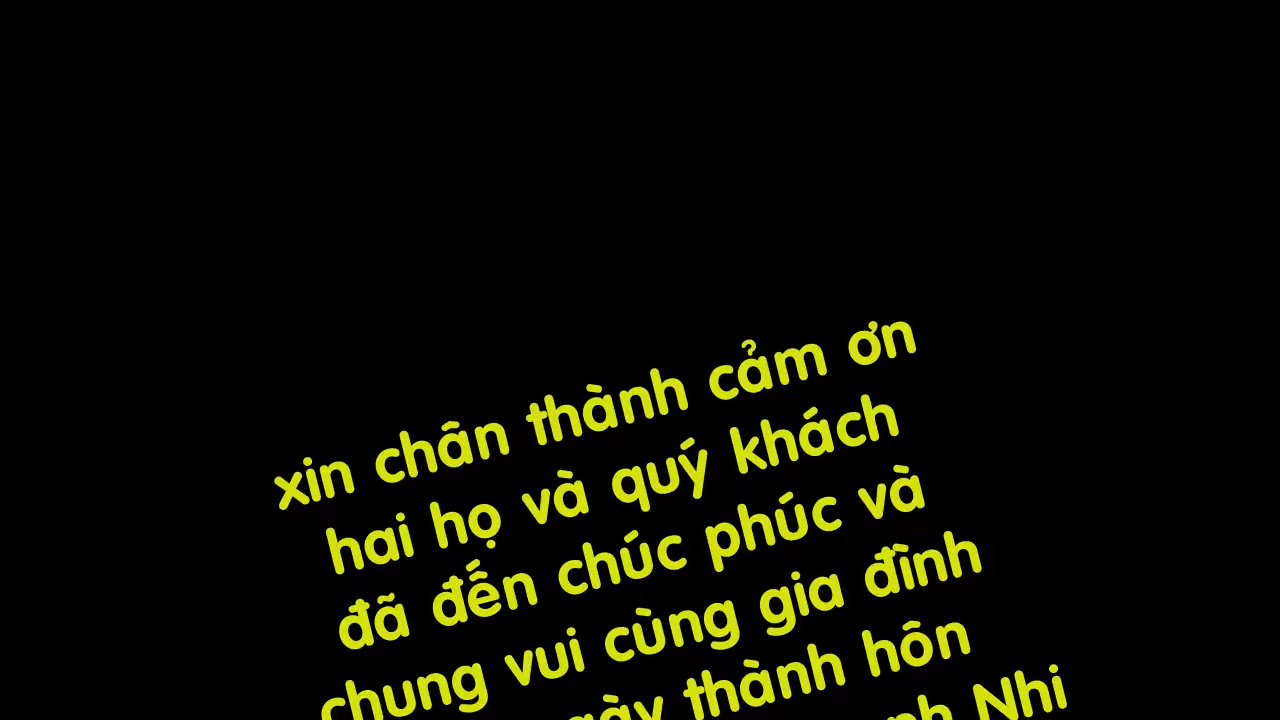 xin chân thành cảm ơn
hai họ và quý khách
đã đến chúc phúc và
chung vui cùng gia đình
thành hôn
Nhi